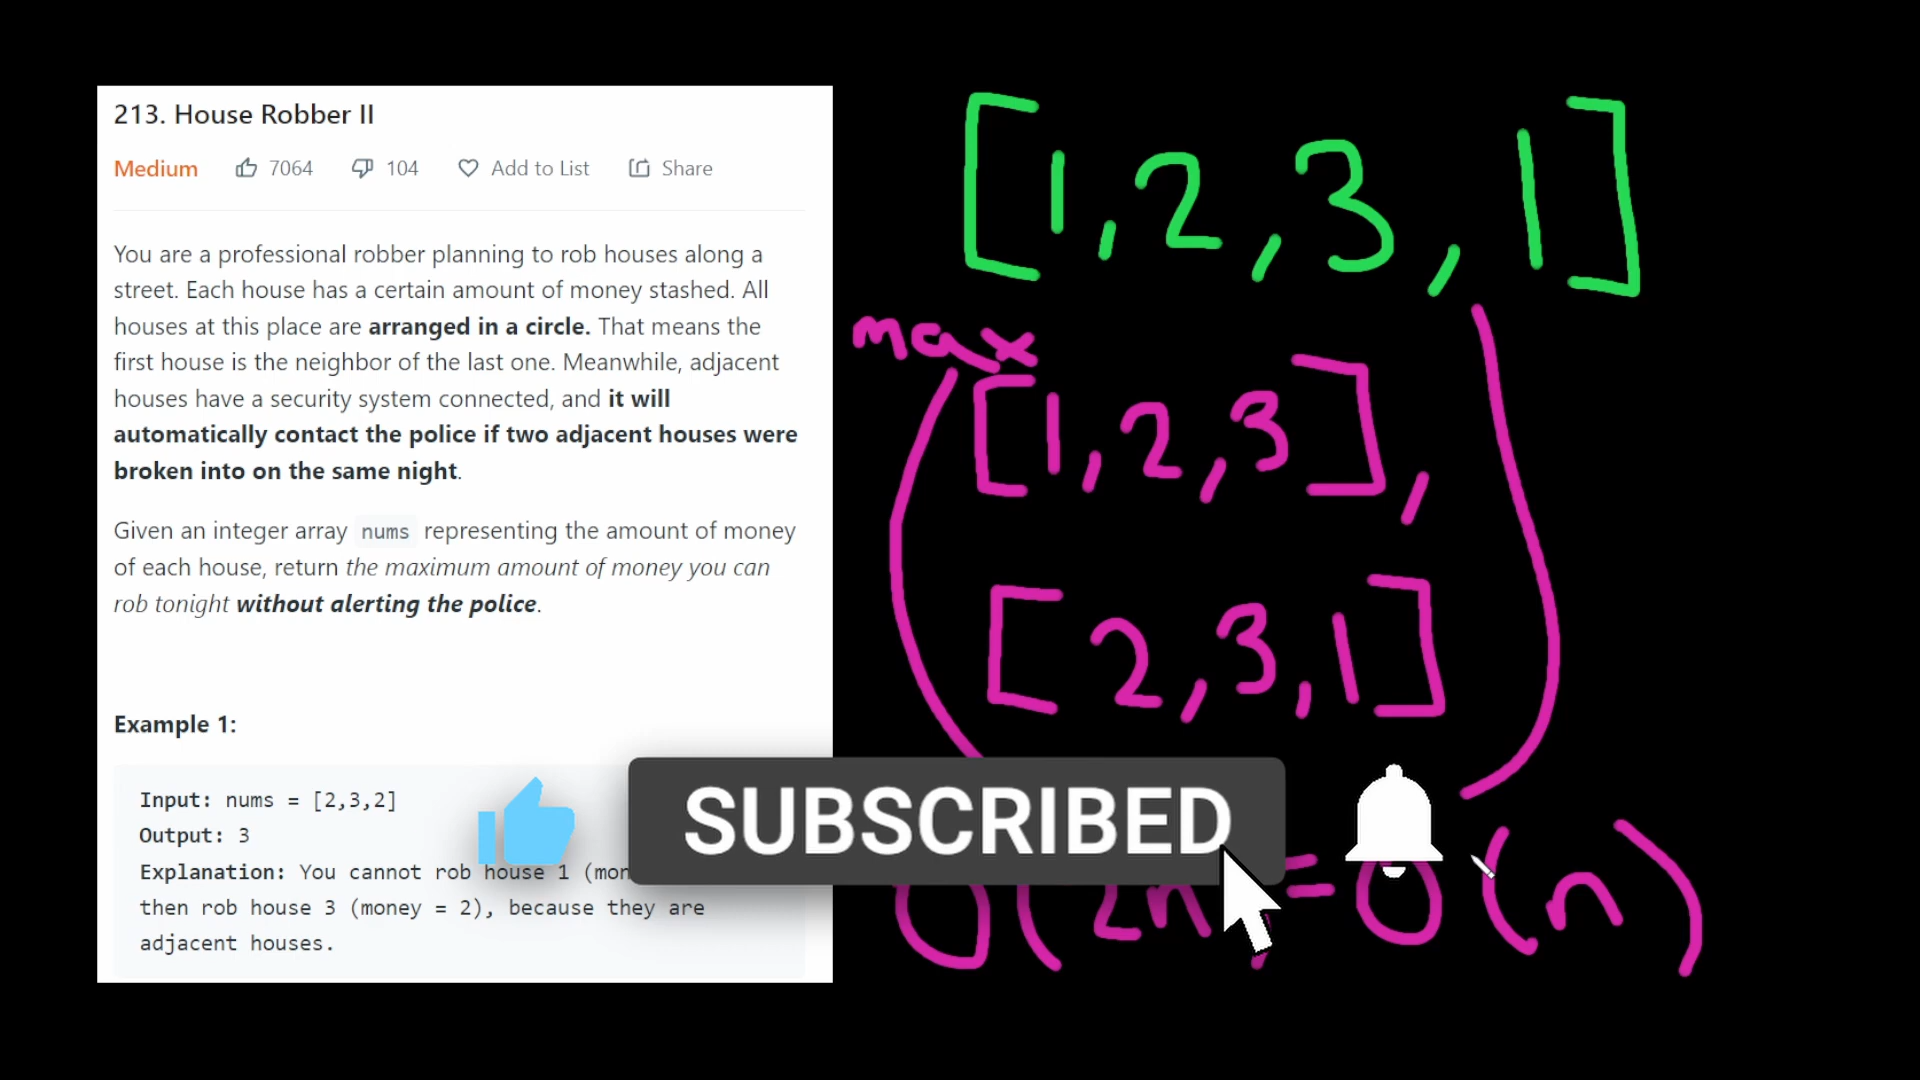 213. House Robber II
Medium 7064 104 Add to List Share
You are a professional robber planning to rob houses along a
street. Each house has a certain amount of money stashed. All
houses at this place are arranged in a circle. That means the
first house is the neighbor of the last one. Meanwhile, adjacent
houses have a security system connected, and it will
automatically contact the police if two adjacent houses were
broken into on the same night.
Given an integer array nums representing the amount of money
of each house, return the maximum amount of money you can
rob tonight without alerting the police.
Example 1:
Input: nums = [2,3,2]
Output: 3
Explanation: You cannot rob house 1
then rob house 3 (money = 2), because they are
adjacent houses.
[1,2,3,1]
max
([1,2,3],
[2,3,1])
SUBSCRIBED
O(2n) = O(n)